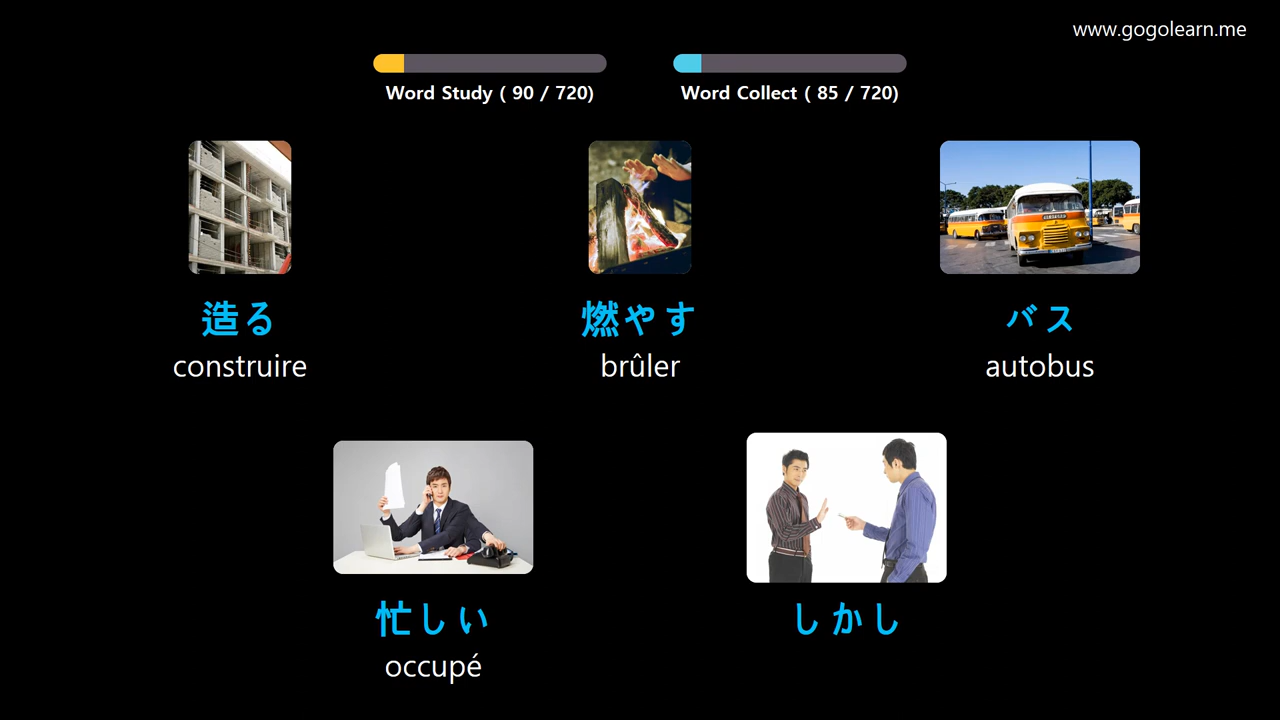 www.gogolearn.me
Word Study ( 90 / 720)
Word Collect ( 85 / 720)
造る
construire
燃やす
brûler
バス
autobus
忙しい
occupé
しかし